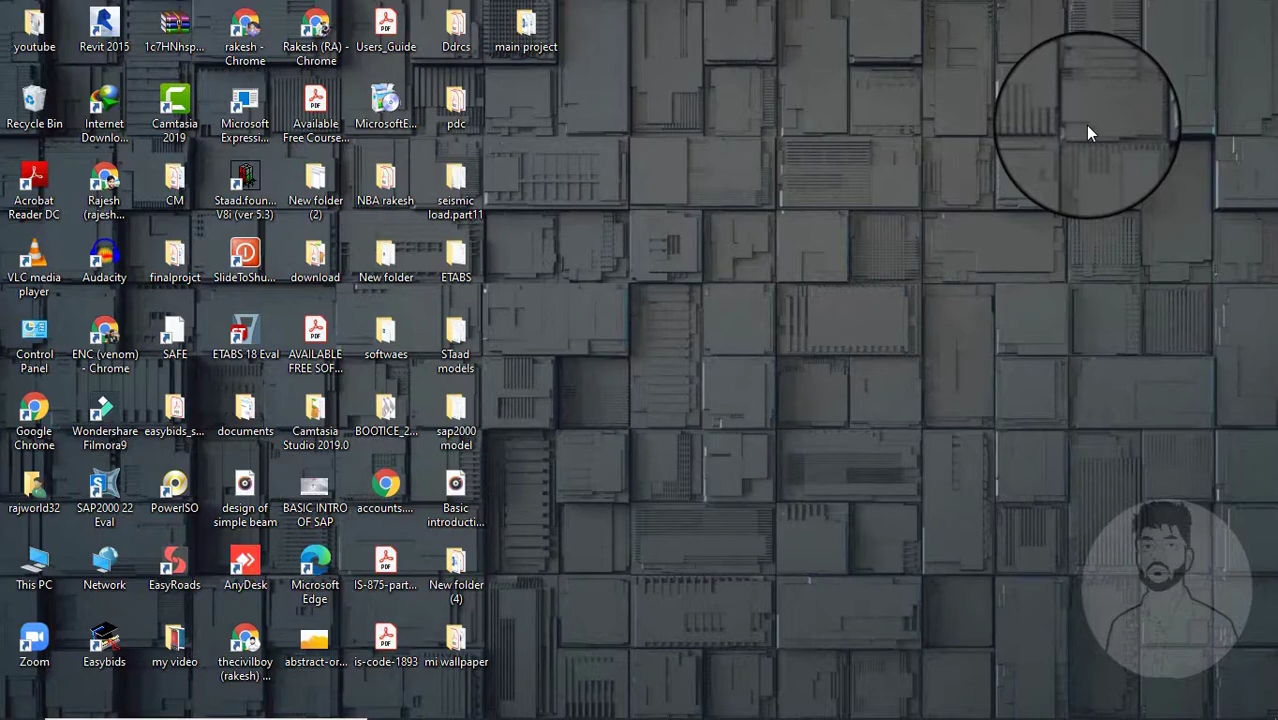 youtube
Revit 2015
1c7HNhsp...
rakesh -
Chrome
Rakesh (RA) -
Chrome
Users_Guide
Ddrcs
main project
Recycle Bin
Internet
Downlo...
Camtasia
2019
Microsoft
Expressi...
Available
Free Course...
MicrosoftE...
pdc
Acrobat
Reader DC
Rajesh
(rajesh...
CM
Staad.foun...
V8i (ver 5.3)
New folder
(2)
NBA rakesh
seismic
load.part11
VLC media
player
Audacity
finalprojct
SlideToShu...
download
New folder
ETABS
Control
Panel
ENC (venom)
- Chrome
SAFE
ETABS 18 Eval
AVAILABLE
FREE SOF...
softwaes
STaad
models
Google
Chrome
Wondershare
Filmora9
easybids_s...
documents
Camtasia
Studio 2019.0
BOOTICE_2...
sap2000
model
rajworld32
SAP2000 22
Eval
PowerISO
design of
simple beam
BASIC INTRO
OF SAP
accounts....
Basic
introducti...
This PC
Network
EasyRoads
AnyDesk
Microsoft
Edge
IS-875-part...
New folder
(4)
Zoom
Easybids
my video
thecivilboy
(rakesh) ...
abstract-or...
is-code-1893
mi wallpaper